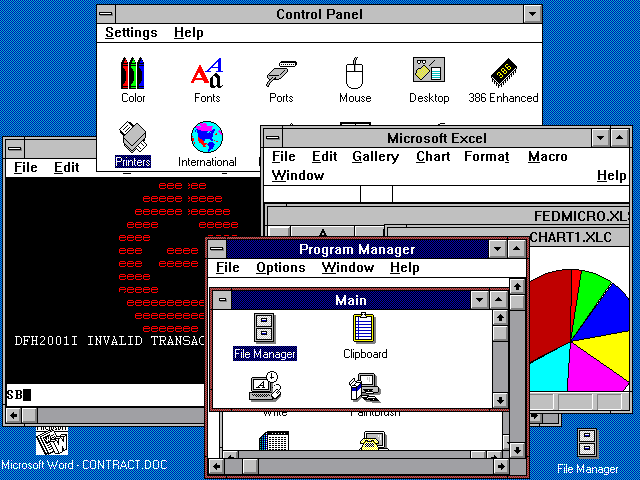 Control Panel
Settings Help
Color Fonts Ports Mouse Desktop 386 Enhanced
386
Printers International
File Edit
DFH2001I INVALID TRANSAC
SB
Microsoft Excel
File Edit Gallery Chart Format Macro
Window Help
FEDMICRO.XLS
CHART1.XLC
Program Manager
File Options Window Help
Main
File Manager Clipboard
Write Paintbrush
Microsoft Word - CONTRACT.DOC
File Manager